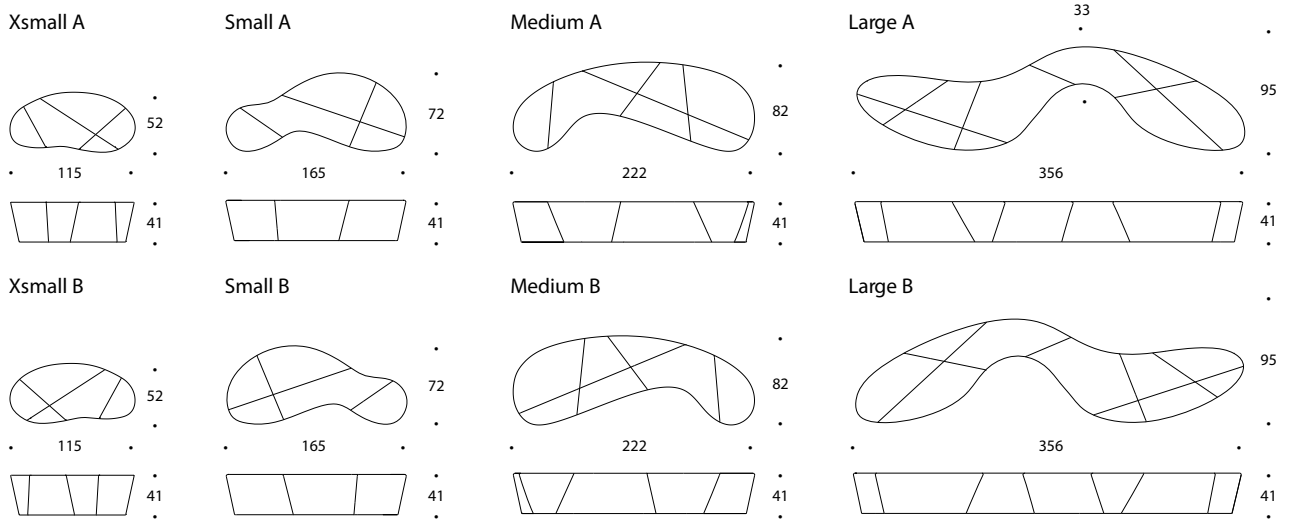 Xsmall A Small A Medium A Large A
33
52 72 82 95
115 165 222 356
41 41 41 41
Xsmall B Small B Medium B Large B
52 72 82 95
115 165 222 356
41 41 41 41